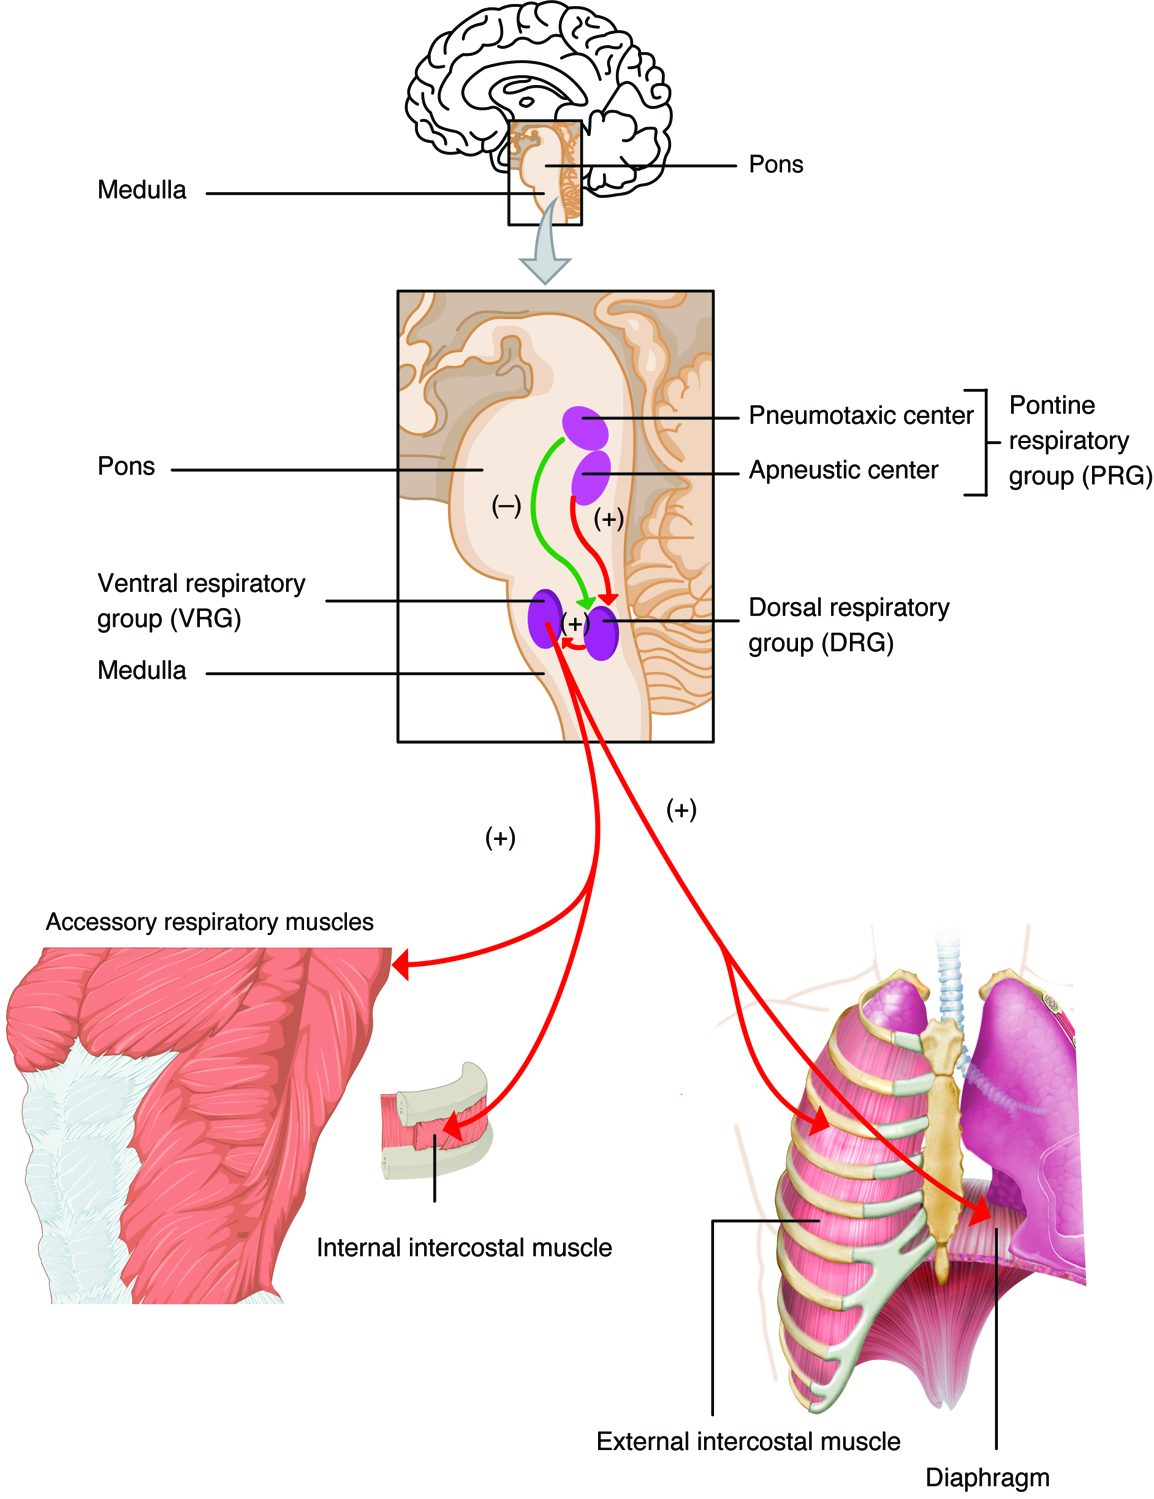 Pons
Medulla
Pneumotaxic center
Pontine
respiratory
group (PRG)
Apneustic center
Pons
(–)
(+)
Ventral respiratory
group (VRG)
(+)
Dorsal respiratory
group (DRG)
Medulla
(+)
(+)
Accessory respiratory muscles
Internal intercostal muscle
External intercostal muscle
Diaphragm